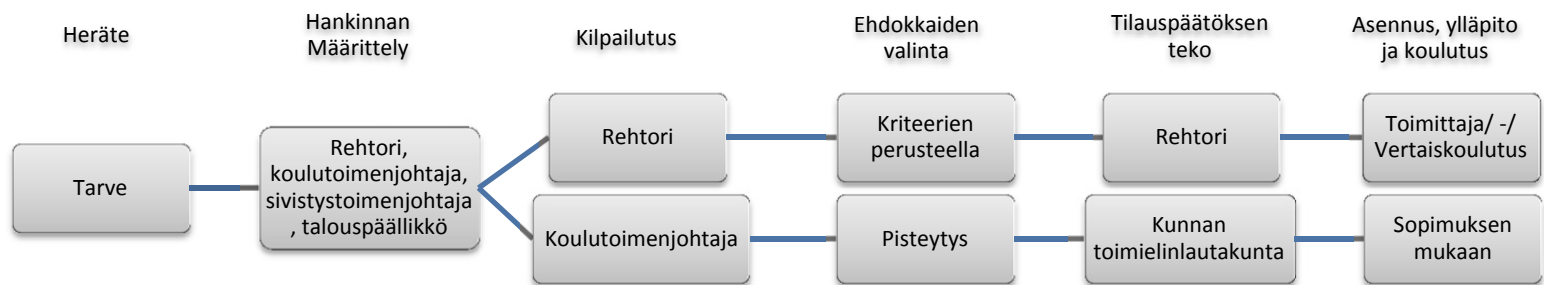 Heräte
Hankinnan
Määrittely
Kilpailutus
Ehdokkaiden
valinta
Tilauspäätöksen
teko
Asennus, ylläpito
ja koulutus
Tarve
Rehtori,
koulutoimenjohtaja,
sivistystoimenjohtaja
, talouspäällikkö
Rehtori
Kriteerien
perusteella
Rehtori
Toimittaja/ -/
Vertaiskoulutus
Koulutoimenjohtaja
Pisteytys
Kunnan
toimielinlautakunta
Sopimuksen
mukaan